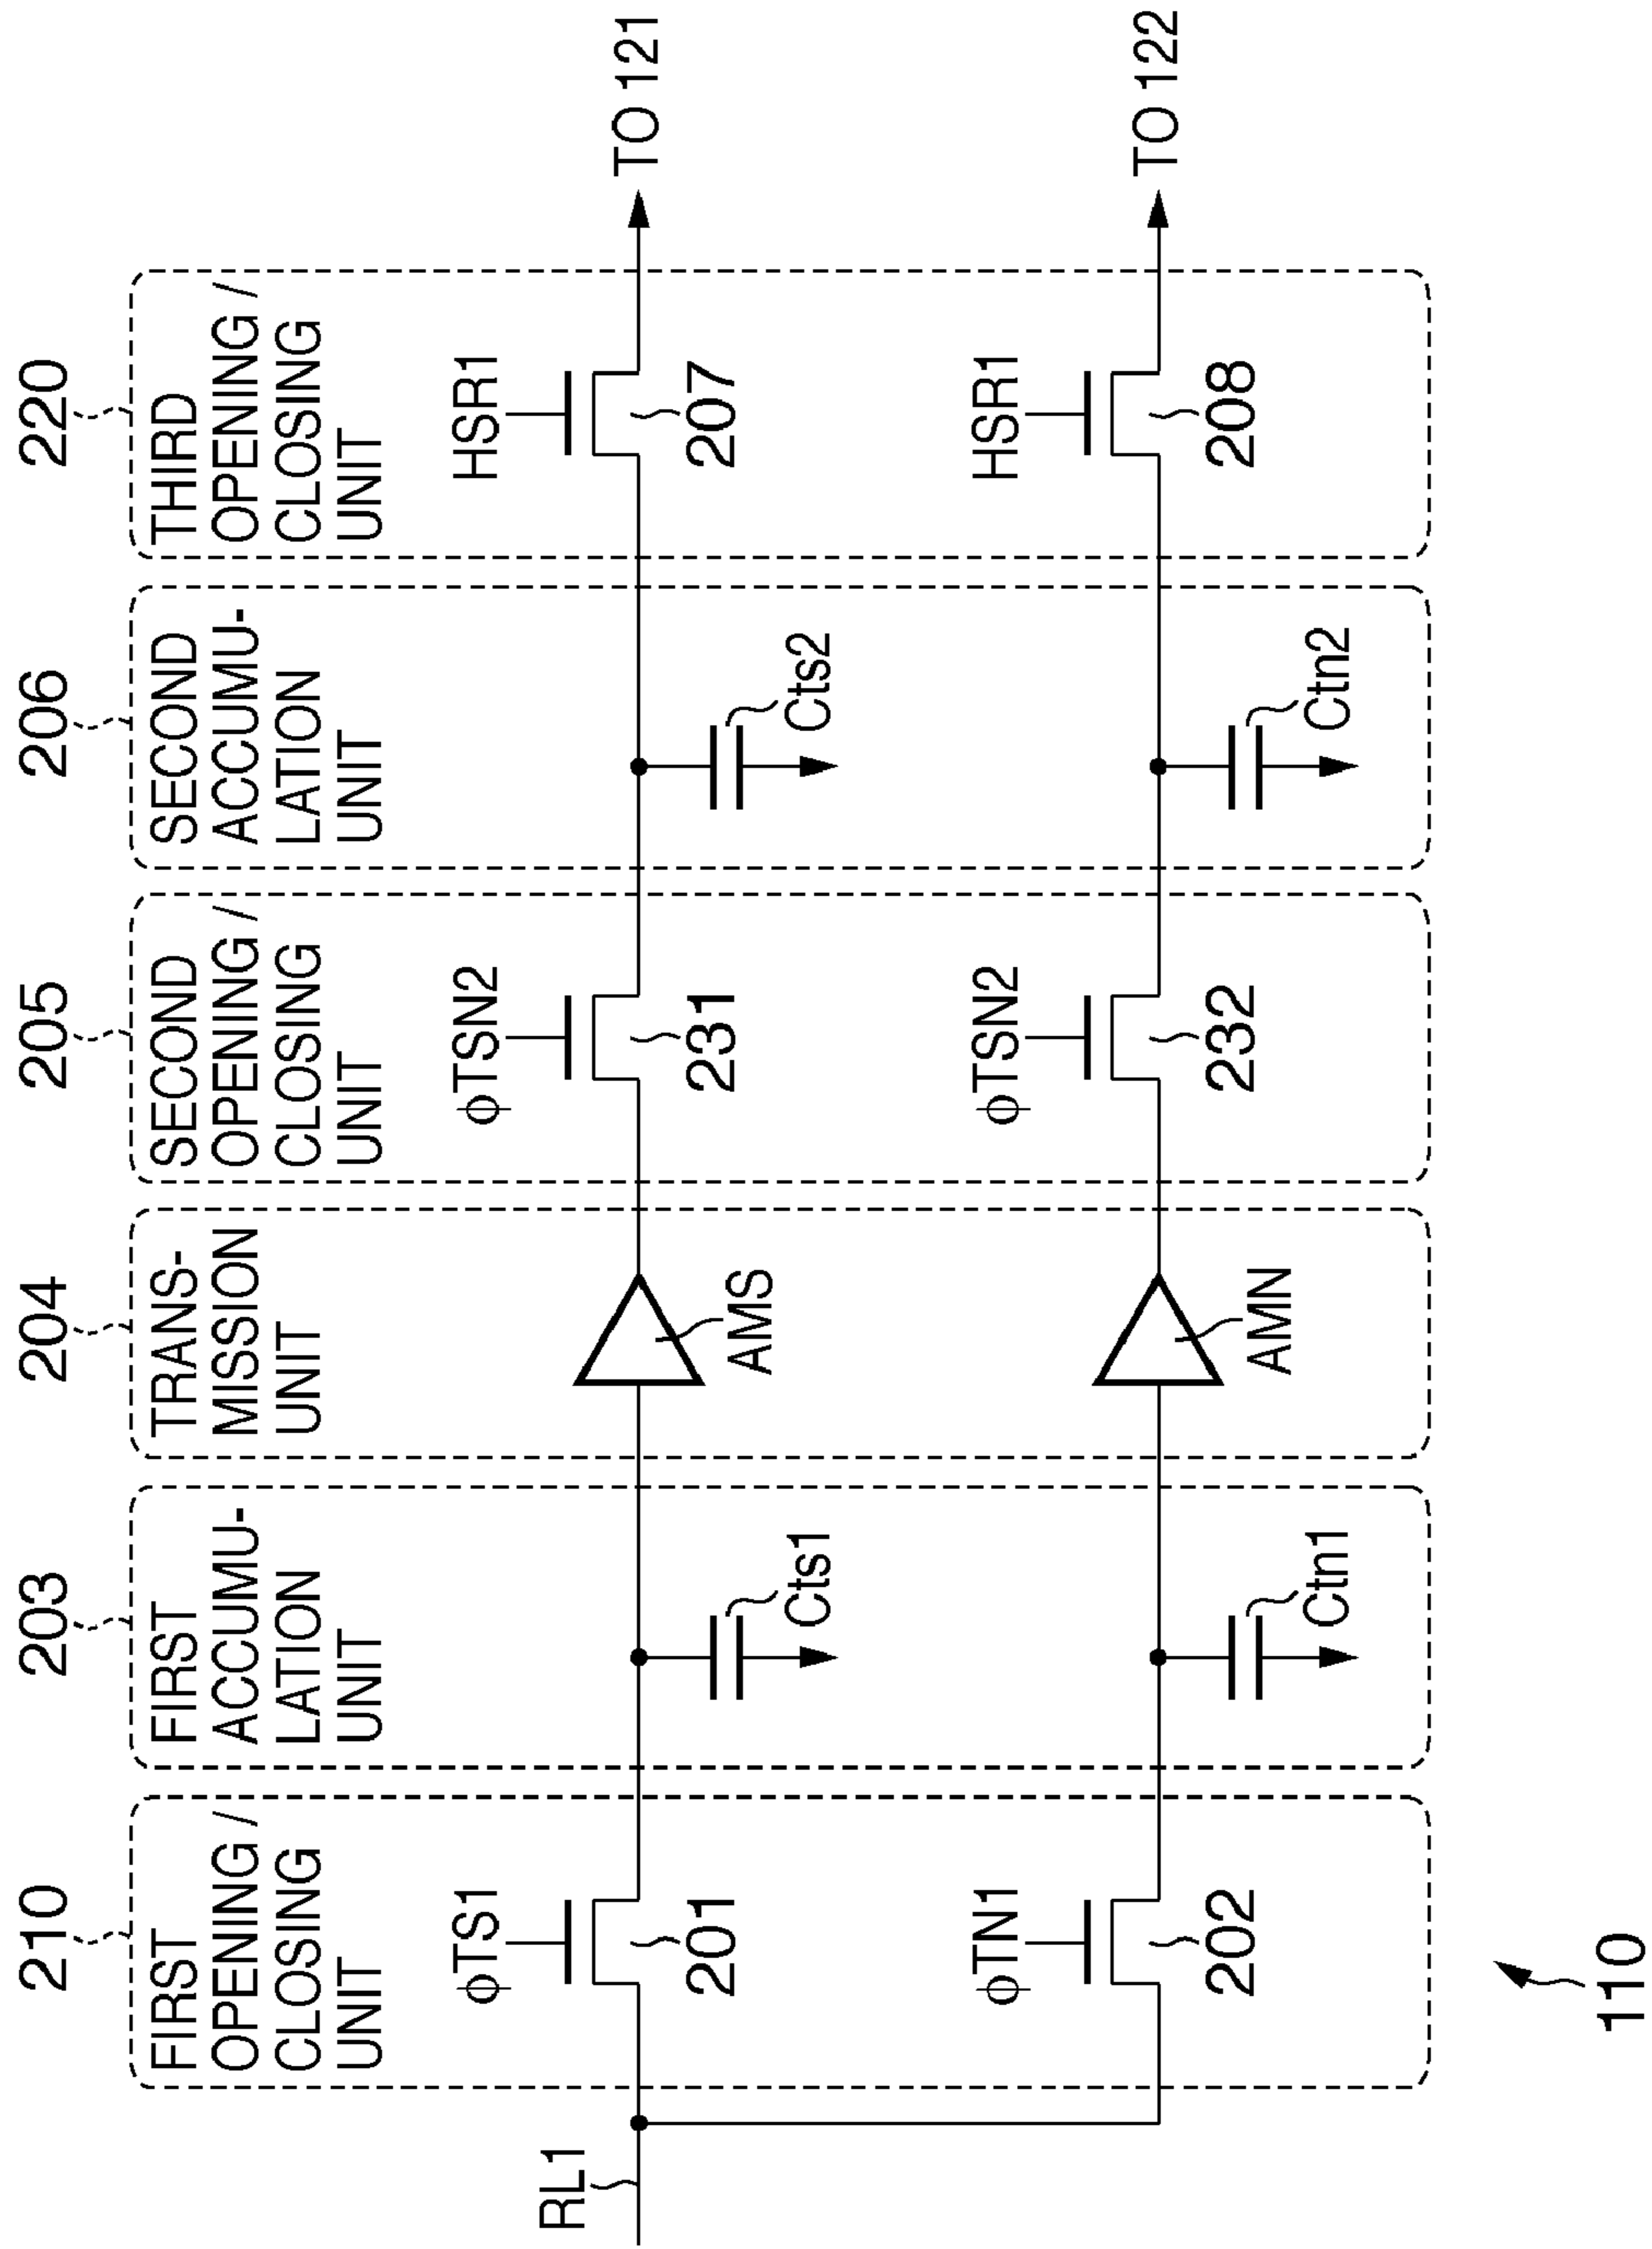 210
203
204
205
206
220
FIRST
OPENING /
CLOSING
UNIT
FIRST
ACCUMU-
LATION
UNIT
TRANS-
MISSION
UNIT
SECOND
OPENING /
CLOSING
UNIT
SECOND
ACCUMU-
LATION
UNIT
THIRD
OPENING /
CLOSING
UNIT
ϕTS1
ϕTSN2
HSR1
RL1
TO 121
201
Cts1
AMS
231
Cts2
207
ϕTN1
ϕTSN2
HSR1
TO 122
202
Ctn1
AMN
232
Ctn2
208
110